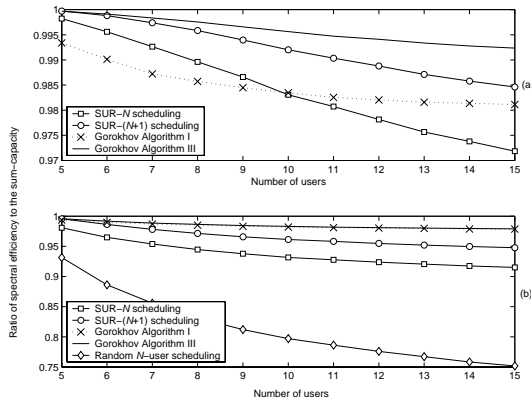 1
0.995
0.99
0.985
0.98
0.975
0.97
SUR−N scheduling
SUR−(N+1) scheduling
Gorokhov Algorithm I
Gorokhov Algorithm III
5 6 7 8 9 10 11 12 13 14 15
Number of users
(a
Ratio of spectral efficiency to the sum−capacity
1
0.95
0.9
0.85
0.8
0.75
SUR−N scheduling
SUR−(N+1) scheduling
Gorokhov Algorithm I
Gorokhov Algorithm III
Random N−user scheduling
5 6 7 8 9 10 11 12 13 14 15
Number of users
(b)